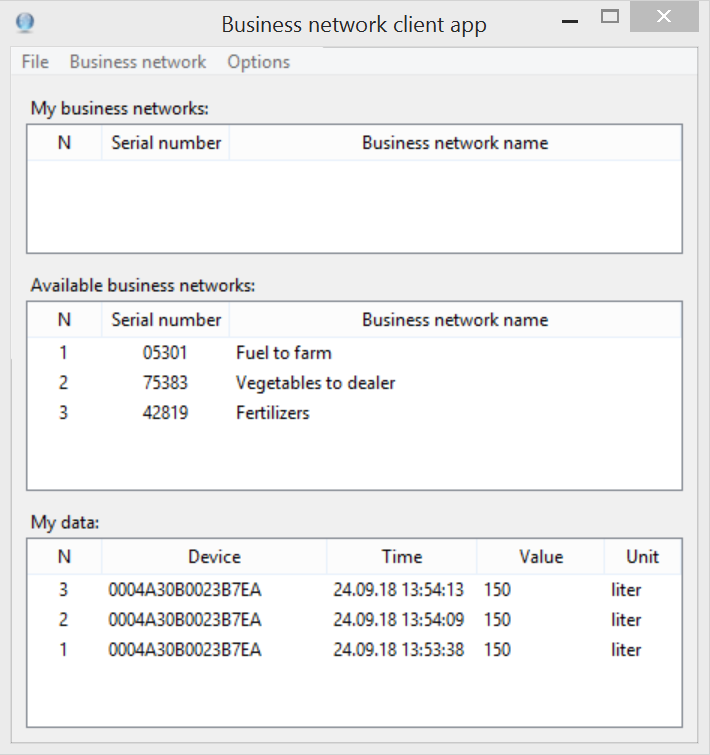 Business network client app
File Business network Options
My business networks:
N Serial number Business network name
Available business networks:
N Serial number Business network name
1 05301 Fuel to farm
2 75383 Vegetables to dealer
3 42819 Fertilizers
My data:
N Device Time Value Unit
3 0004A30B0023B7EA 24.09.18 13:54:13 150 liter
2 0004A30B0023B7EA 24.09.18 13:54:09 150 liter
1 0004A30B0023B7EA 24.09.18 13:53:38 150 liter